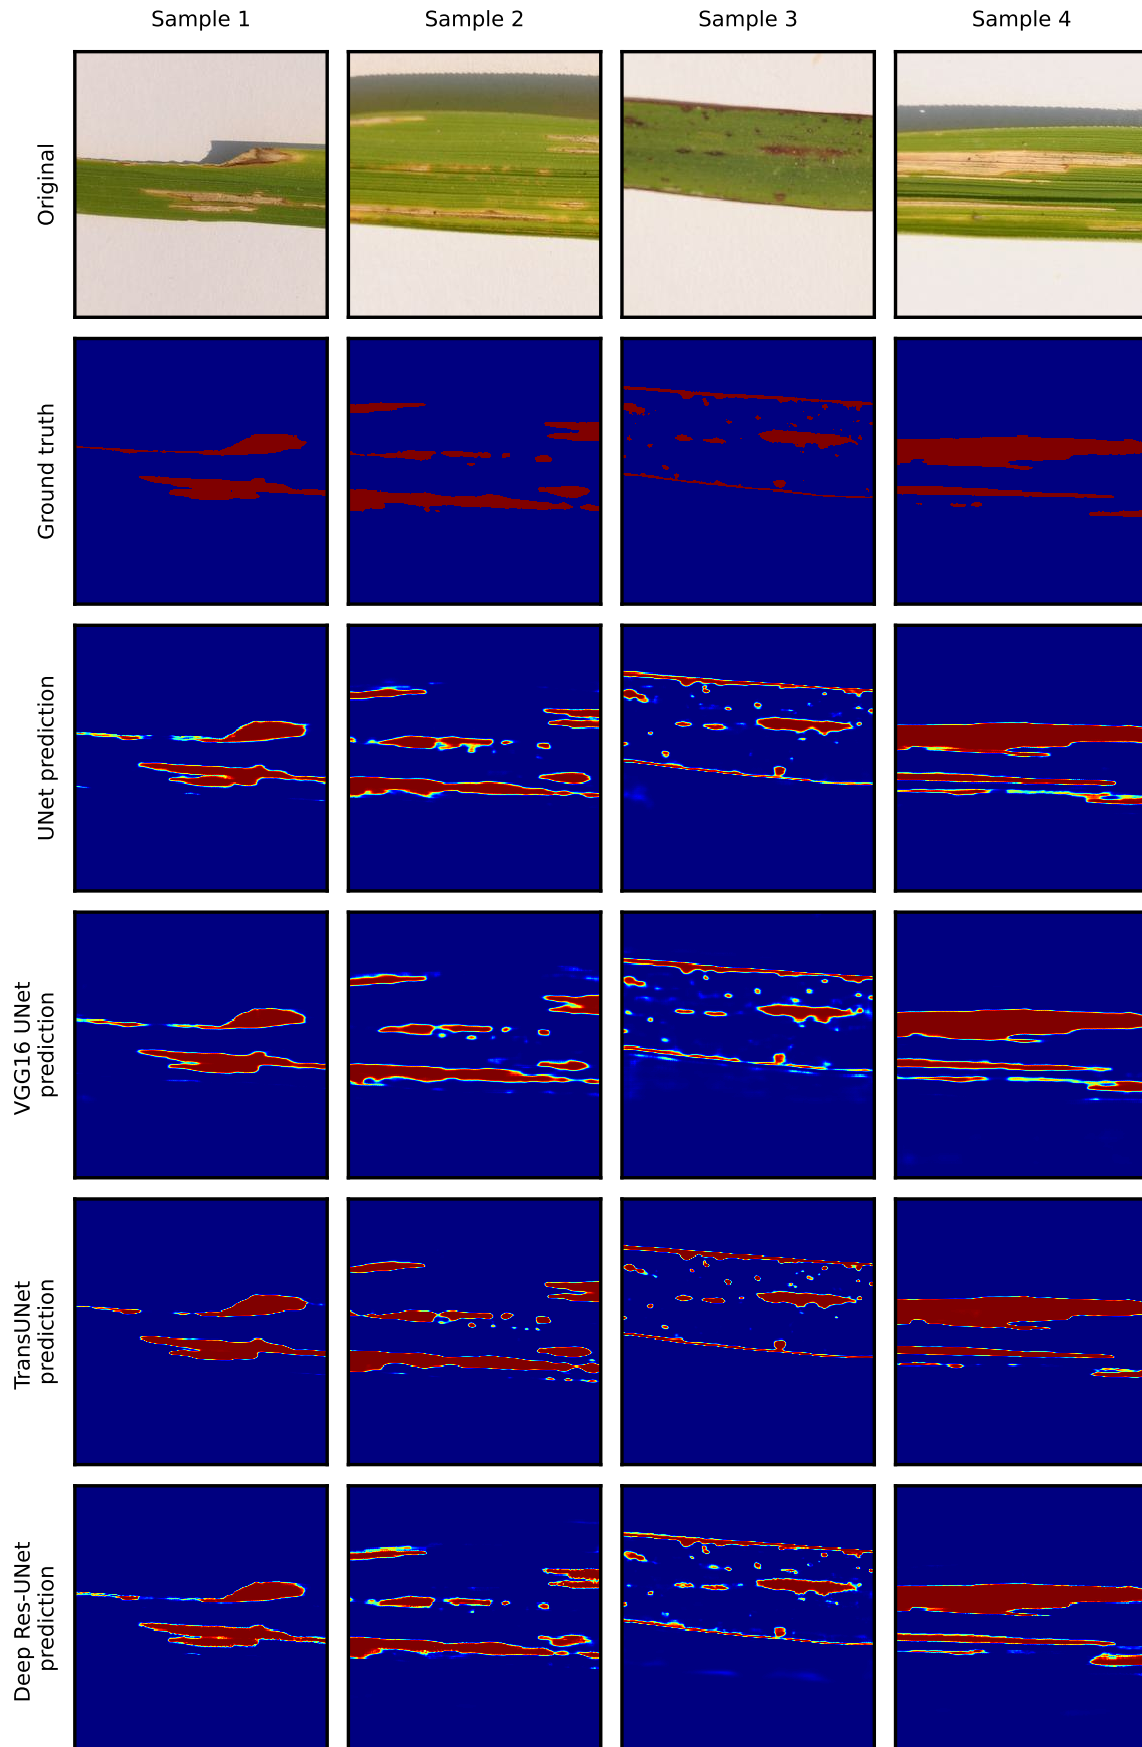 Sample 1
Sample 2
Sample 3
Sample 4
Original
Ground truth
UNet prediction
VGG16 UNet
prediction
TransUNet
prediction
Deep Res-UNet
prediction